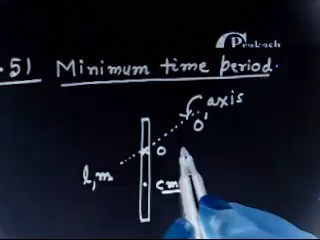 Prakash
.51 Minimum time period.
axis
O'
O
l,m
cm